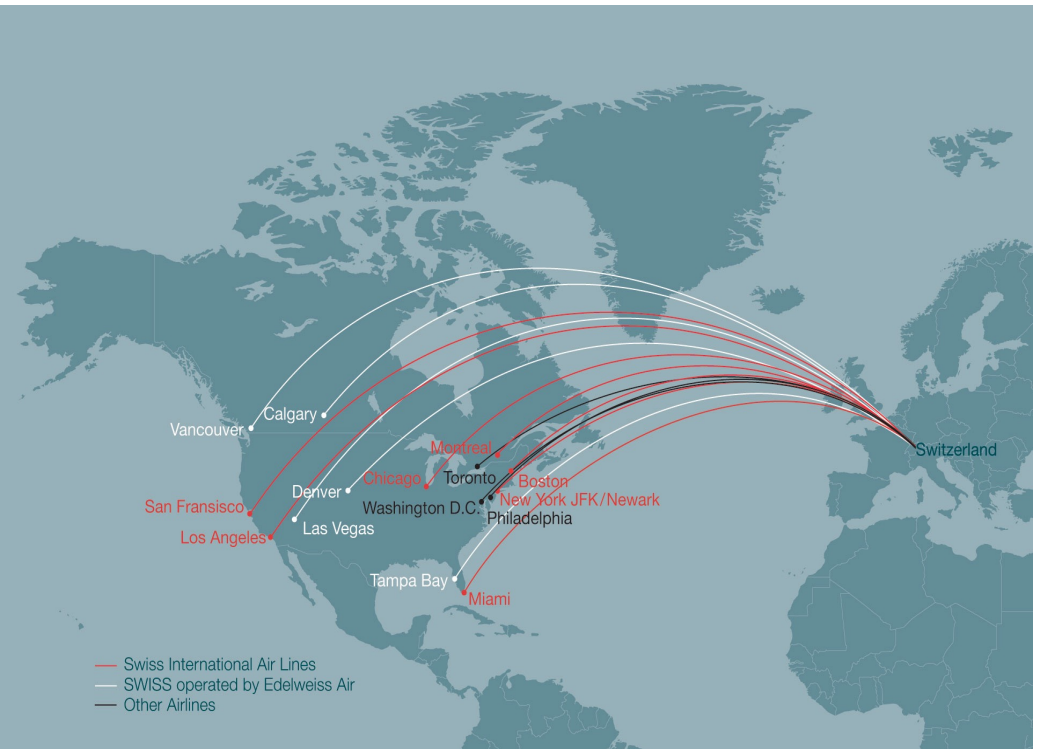 Calgary
Vancouver
Montreal
Switzerland
Chicago
Toronto
Boston
Denver
New York JFK/Newark
San Fransisco
Washington D.C.
Philadelphia
Las Vegas
Los Angeles
Tampa Bay
Miami
Swiss International Air Lines
SWISS operated by Edelweiss Air
Other Airlines